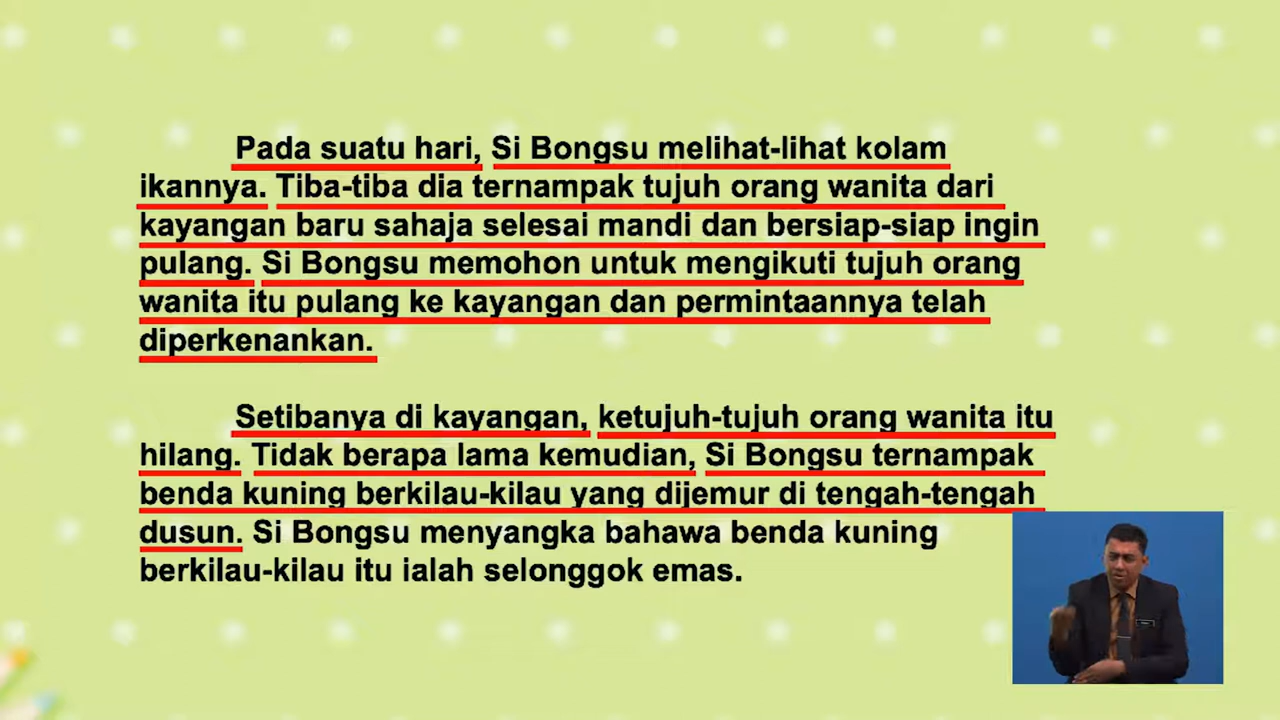 Pada suatu hari, Si Bongsu melihat-lihat kolam
ikannya. Tiba-tiba dia ternampak tujuh orang wanita dari
kayangan baru sahaja selesai mandi dan bersiap-siap ingin
pulang. Si Bongsu memohon untuk mengikuti tujuh orang
wanita itu pulang ke kayangan dan permintaannya telah
diperkenankan.
Setibanya di kayangan, ketujuh-tujuh orang wanita itu
hilang. Tidak berapa lama kemudian, Si Bongsu ternampak
benda kuning berkilau-kilau yang dijemur di tengah-tengah
dusun. Si Bongsu menyangka bahawa benda kuning
berkilau-kilau itu ialah selonggok emas.